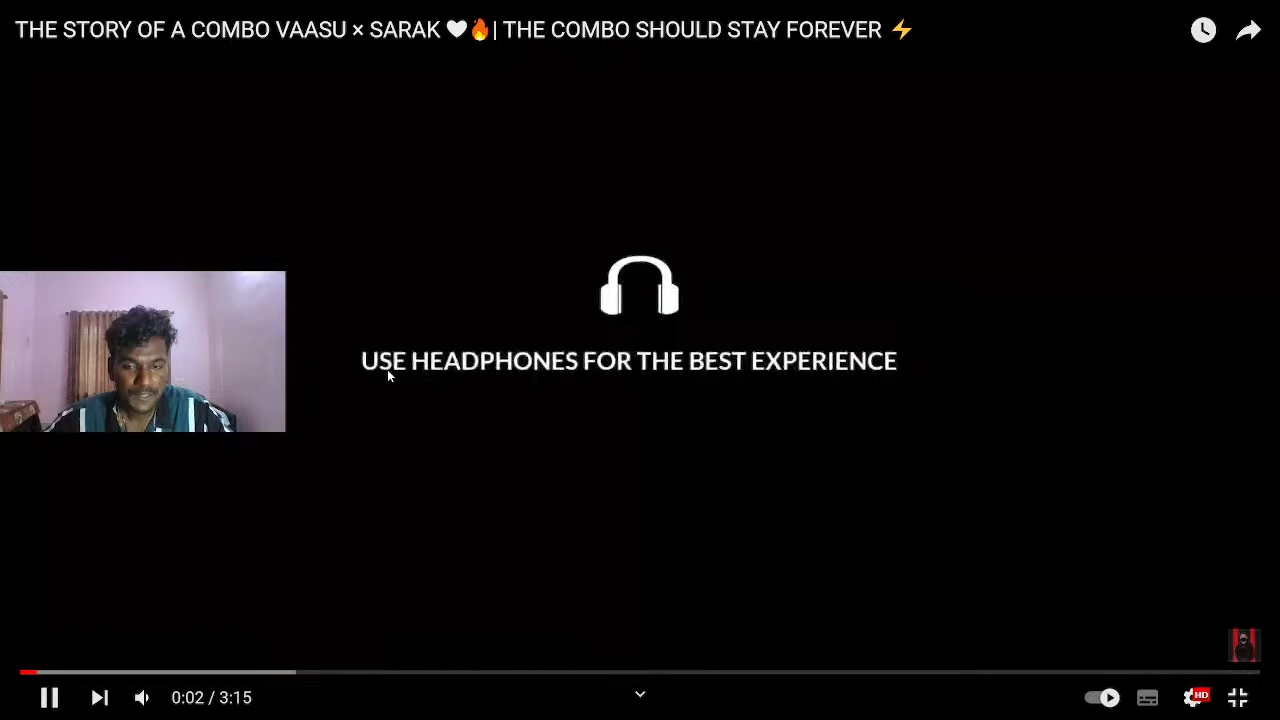 THE STORY OF A COMBO VAASU × SARAK 🤍🔥| THE COMBO SHOULD STAY FOREVER ⚡
USE HEADPHONES FOR THE BEST EXPERIENCE
0:02 / 3:15
HD